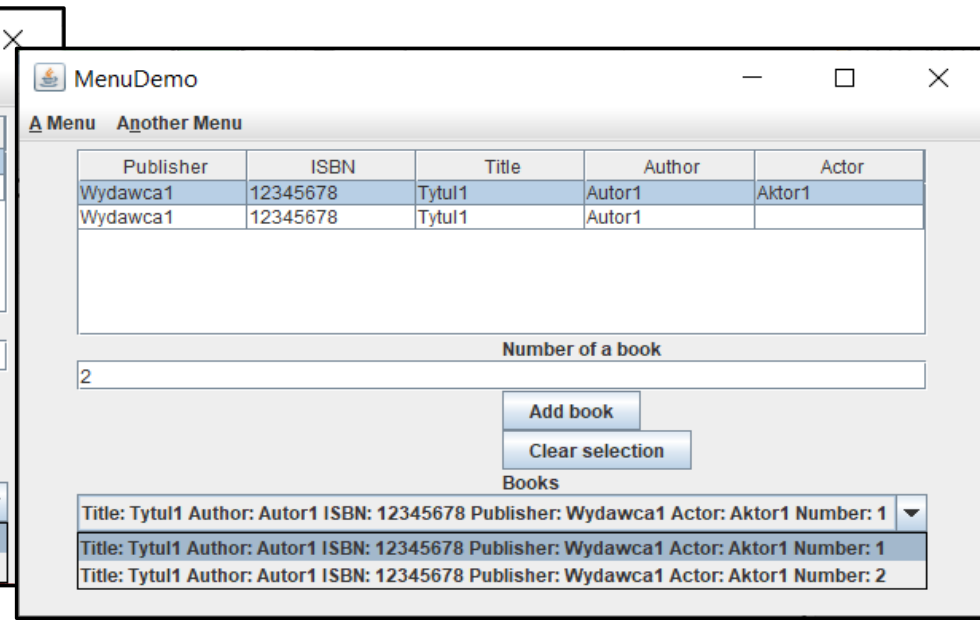 MenuDemo
A Menu Another Menu
Publisher ISBN Title Author Actor
Wydawca1 12345678 Tytul1 Autor1 Aktor1
Wydawca1 12345678 Tytul1 Autor1
Number of a book
2
Add book
Clear selection
Books
Title: Tytul1 Author: Autor1 ISBN: 12345678 Publisher: Wydawca1 Actor: Aktor1 Number: 1
Title: Tytul1 Author: Autor1 ISBN: 12345678 Publisher: Wydawca1 Actor: Aktor1 Number: 1
Title: Tytul1 Author: Autor1 ISBN: 12345678 Publisher: Wydawca1 Actor: Aktor1 Number: 2